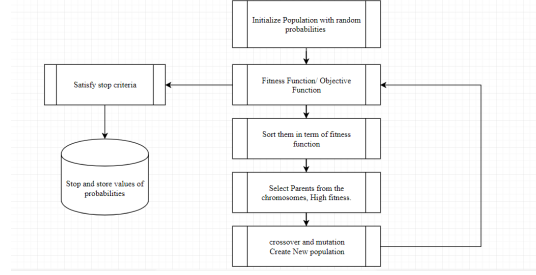 Initialize Population with random
probabilities
Fitness Function/ Objective
Function
Satisfy stop criteria
Sort them in term of fitness
function
Stop and store values of
probabilities
Select Parents from the
chromosomes, High fitness.
crossover and mutation
Create New population